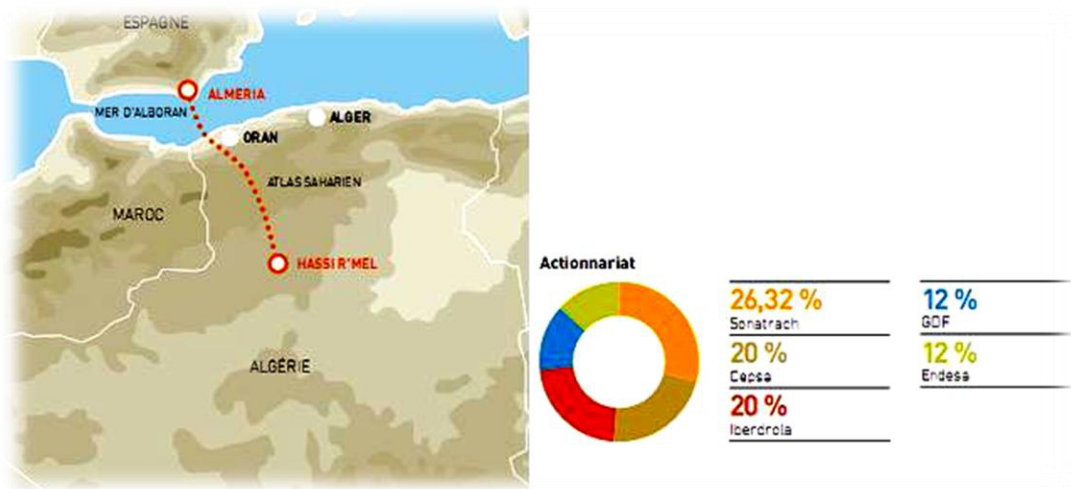 ESPAGNE
ALMERIA
MER D'ALBORAN
ALGER
ORAN
ATLAS SAHARIEN
MAROC
HASSI R'MEL
ALGÉRIE
Actionnariat
26,32 %
Sonatrach
20 %
Cepsa
20 %
Iberdrola
12 %
GDF
12 %
Endesa